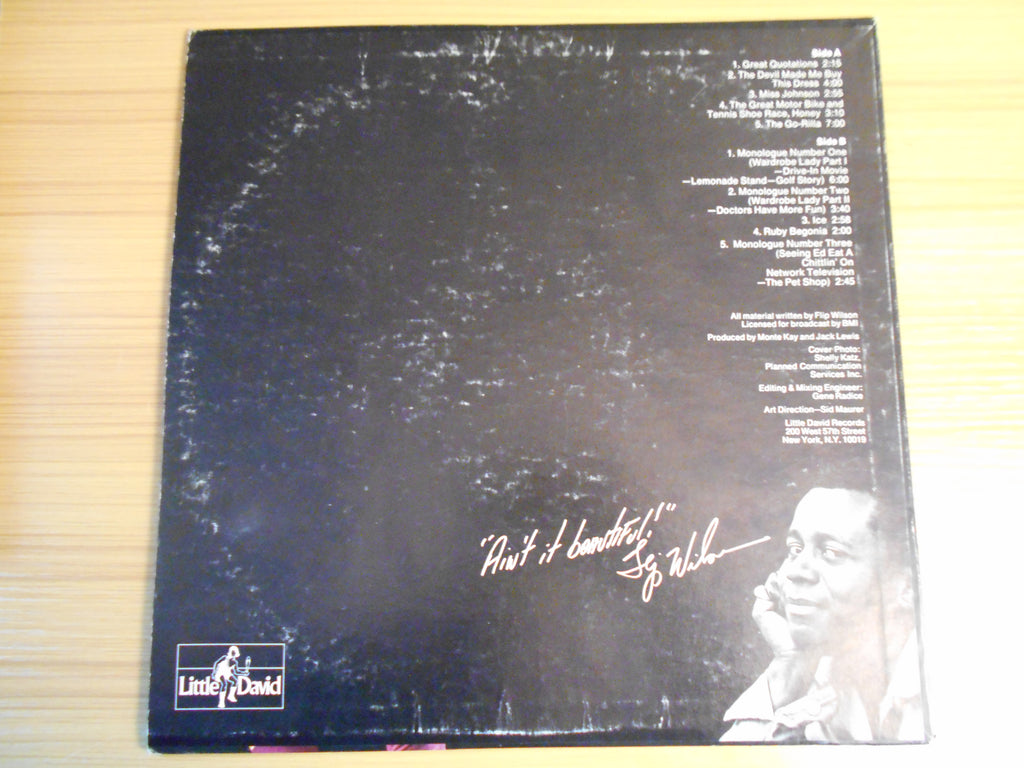 Side A
1. Great Quotations 2:15
2. The Devil Made Me Buy
This Dress 4:00
3. Miss Johnson 2:55
4. The Great Motor Bike and
Tennis Shoe Race, Honey 3:10
5. The Go-Rilla 7:00
Side B
1. Monologue Number One
(Wardrobe Lady Part I
—Drive-In Movie
—Lemonade Stand—Golf Story) 6:00
2. Monologue Number Two
(Wardrobe Lady Part II
—Doctors Have More Fun) 3:40
3. Ice 2:58
4. Ruby Begonia 2:00
5. Monologue Number Three
(Seeing Ed Eat A
Chittlin' On
Network Television
—The Pet Shop) 2:45
All material written by Flip Wilson
Licensed for broadcast by BMI
Produced by Monte Kay and Jack Lewis
Cover Photo:
Shelly Katz,
Planned Communication
Services Inc.
Editing & Mixing Engineer:
Gene Radice
Art Direction—Sid Maurer
Little David Records
200 West 57th Street
New York, N.Y. 10019
"Ain't it beautiful!"
Flip Wilson
Little David